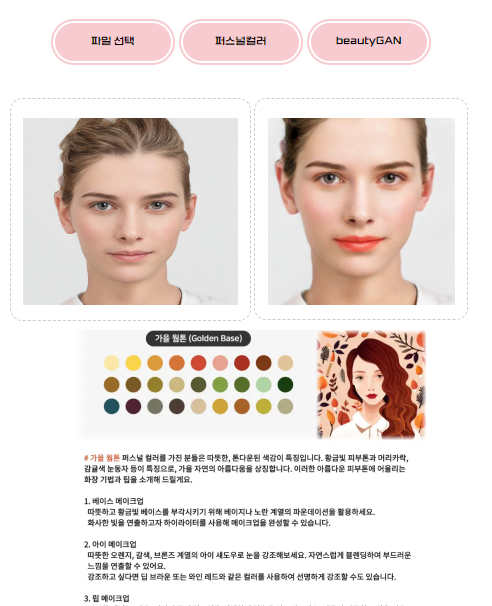 파일 선택
퍼스널컬러
beautyGAN
가을 웜톤 (Golden Base)
# 가을 웜톤 퍼스널 컬러를 가진 분들은 따뜻한, 톤다운된 색감이 특징입니다. 황금빛 피부톤과 머리카락,
감귤색 눈동자 등이 특징으로, 가을 자연의 아름다움을 상징합니다. 이러한 아름다운 피부톤에 어울리는
화장 기법과 팁을 소개해 드릴게요.
1. 베이스 메이크업
따뜻하고 황금빛 베이스를 부각시키기 위해 베이지나 노란 계열의 파운데이션을 활용하세요.
화사한 빛을 연출하고자 하이라이터를 사용해 메이크업을 완성할 수 있습니다.
2. 아이 메이크업
따뜻한 오렌지, 갈색, 브론즈 계열의 아이 섀도우로 눈을 강조해보세요. 자연스럽게 블렌딩하여 부드러운
느낌을 연출할 수 있어요.
강조하고 싶다면 딥 브라운 또는 와인 레드와 같은 컬러를 사용하여 선명하게 강조할 수도 있습니다.
3. 립 메이크업